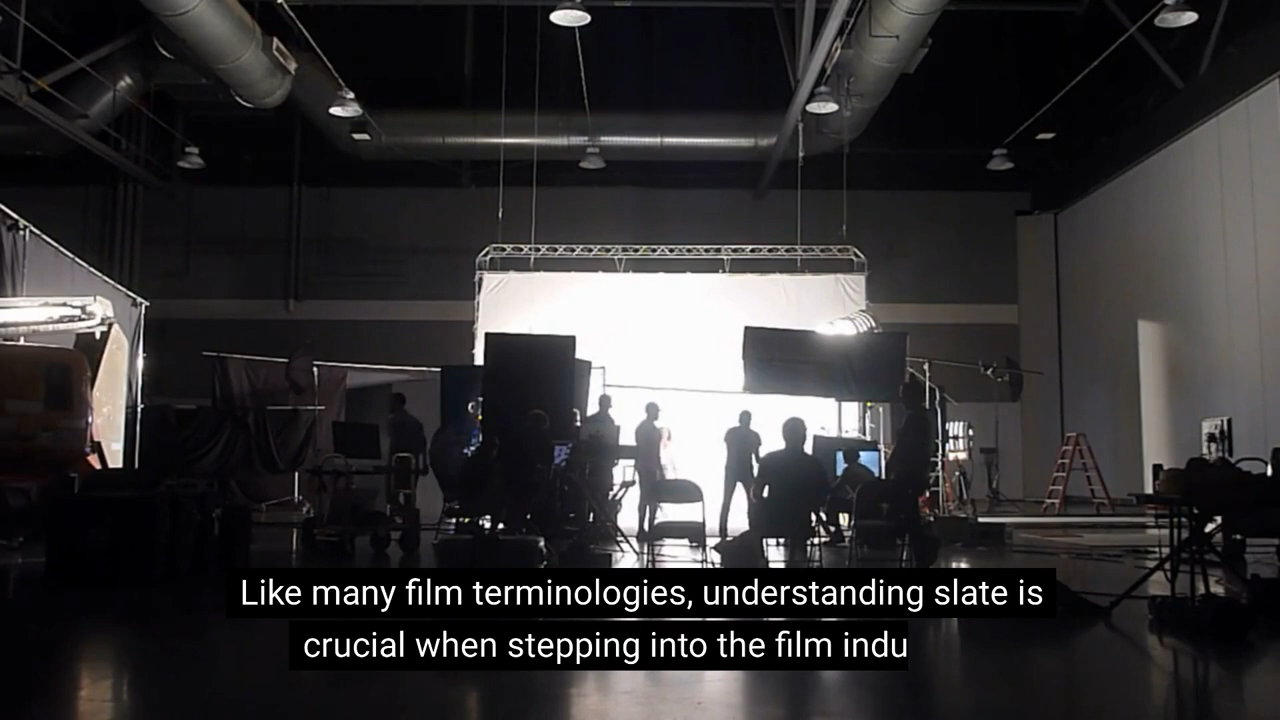 Like many film terminologies, understanding slate is
crucial when stepping into the film indu